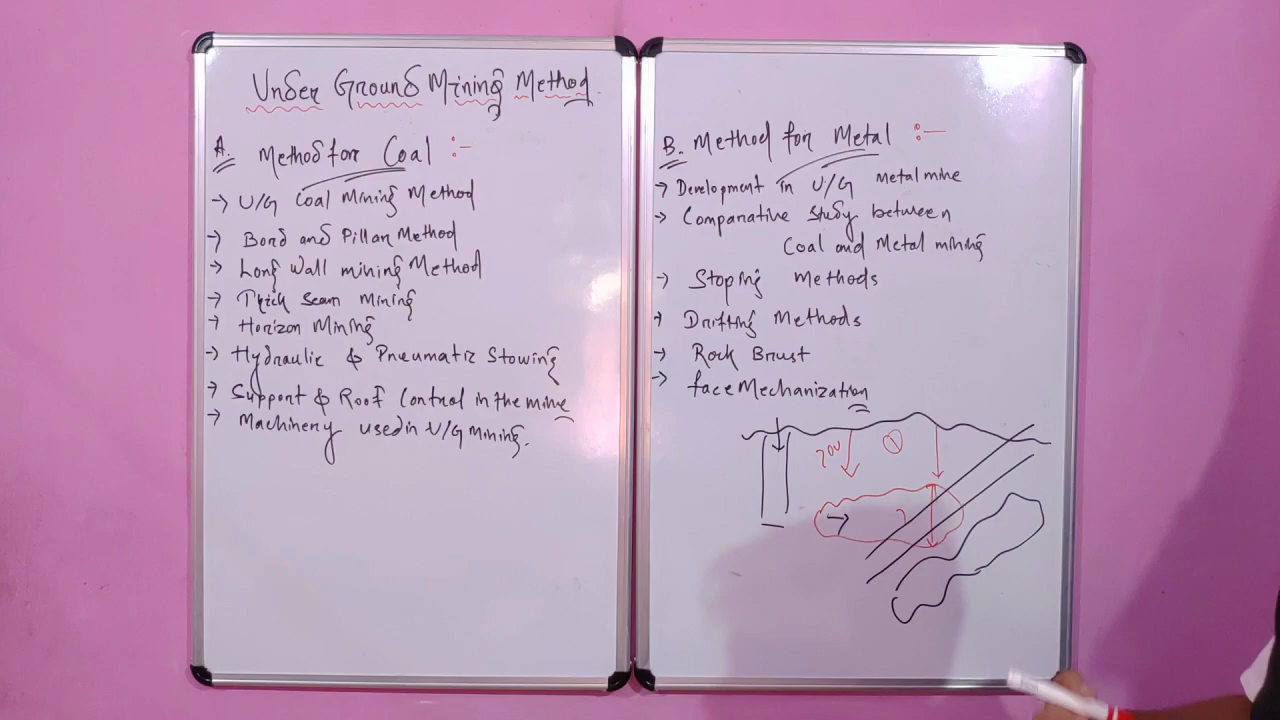 Under Ground Mining Method.
A. Method for Coal :-
→ U/G Coal Mining Method
→ Bord and Pillar Method
→ Long Wall mining Method
→ Thick Seam Mining
→ Horizon Mining
→ Hydraulic & Pneumatic Stowing
→ Support & Roof Control in the mine
→ Machinery used in U/G Mining.
B. Method for Metal :-
→ Development in U/G Metal mine
→ Comparative Study between
Coal and Metal mining
→ Stoping Methods
→ Drifting Methods
→ Rock Brust
→ face Mechanization
①